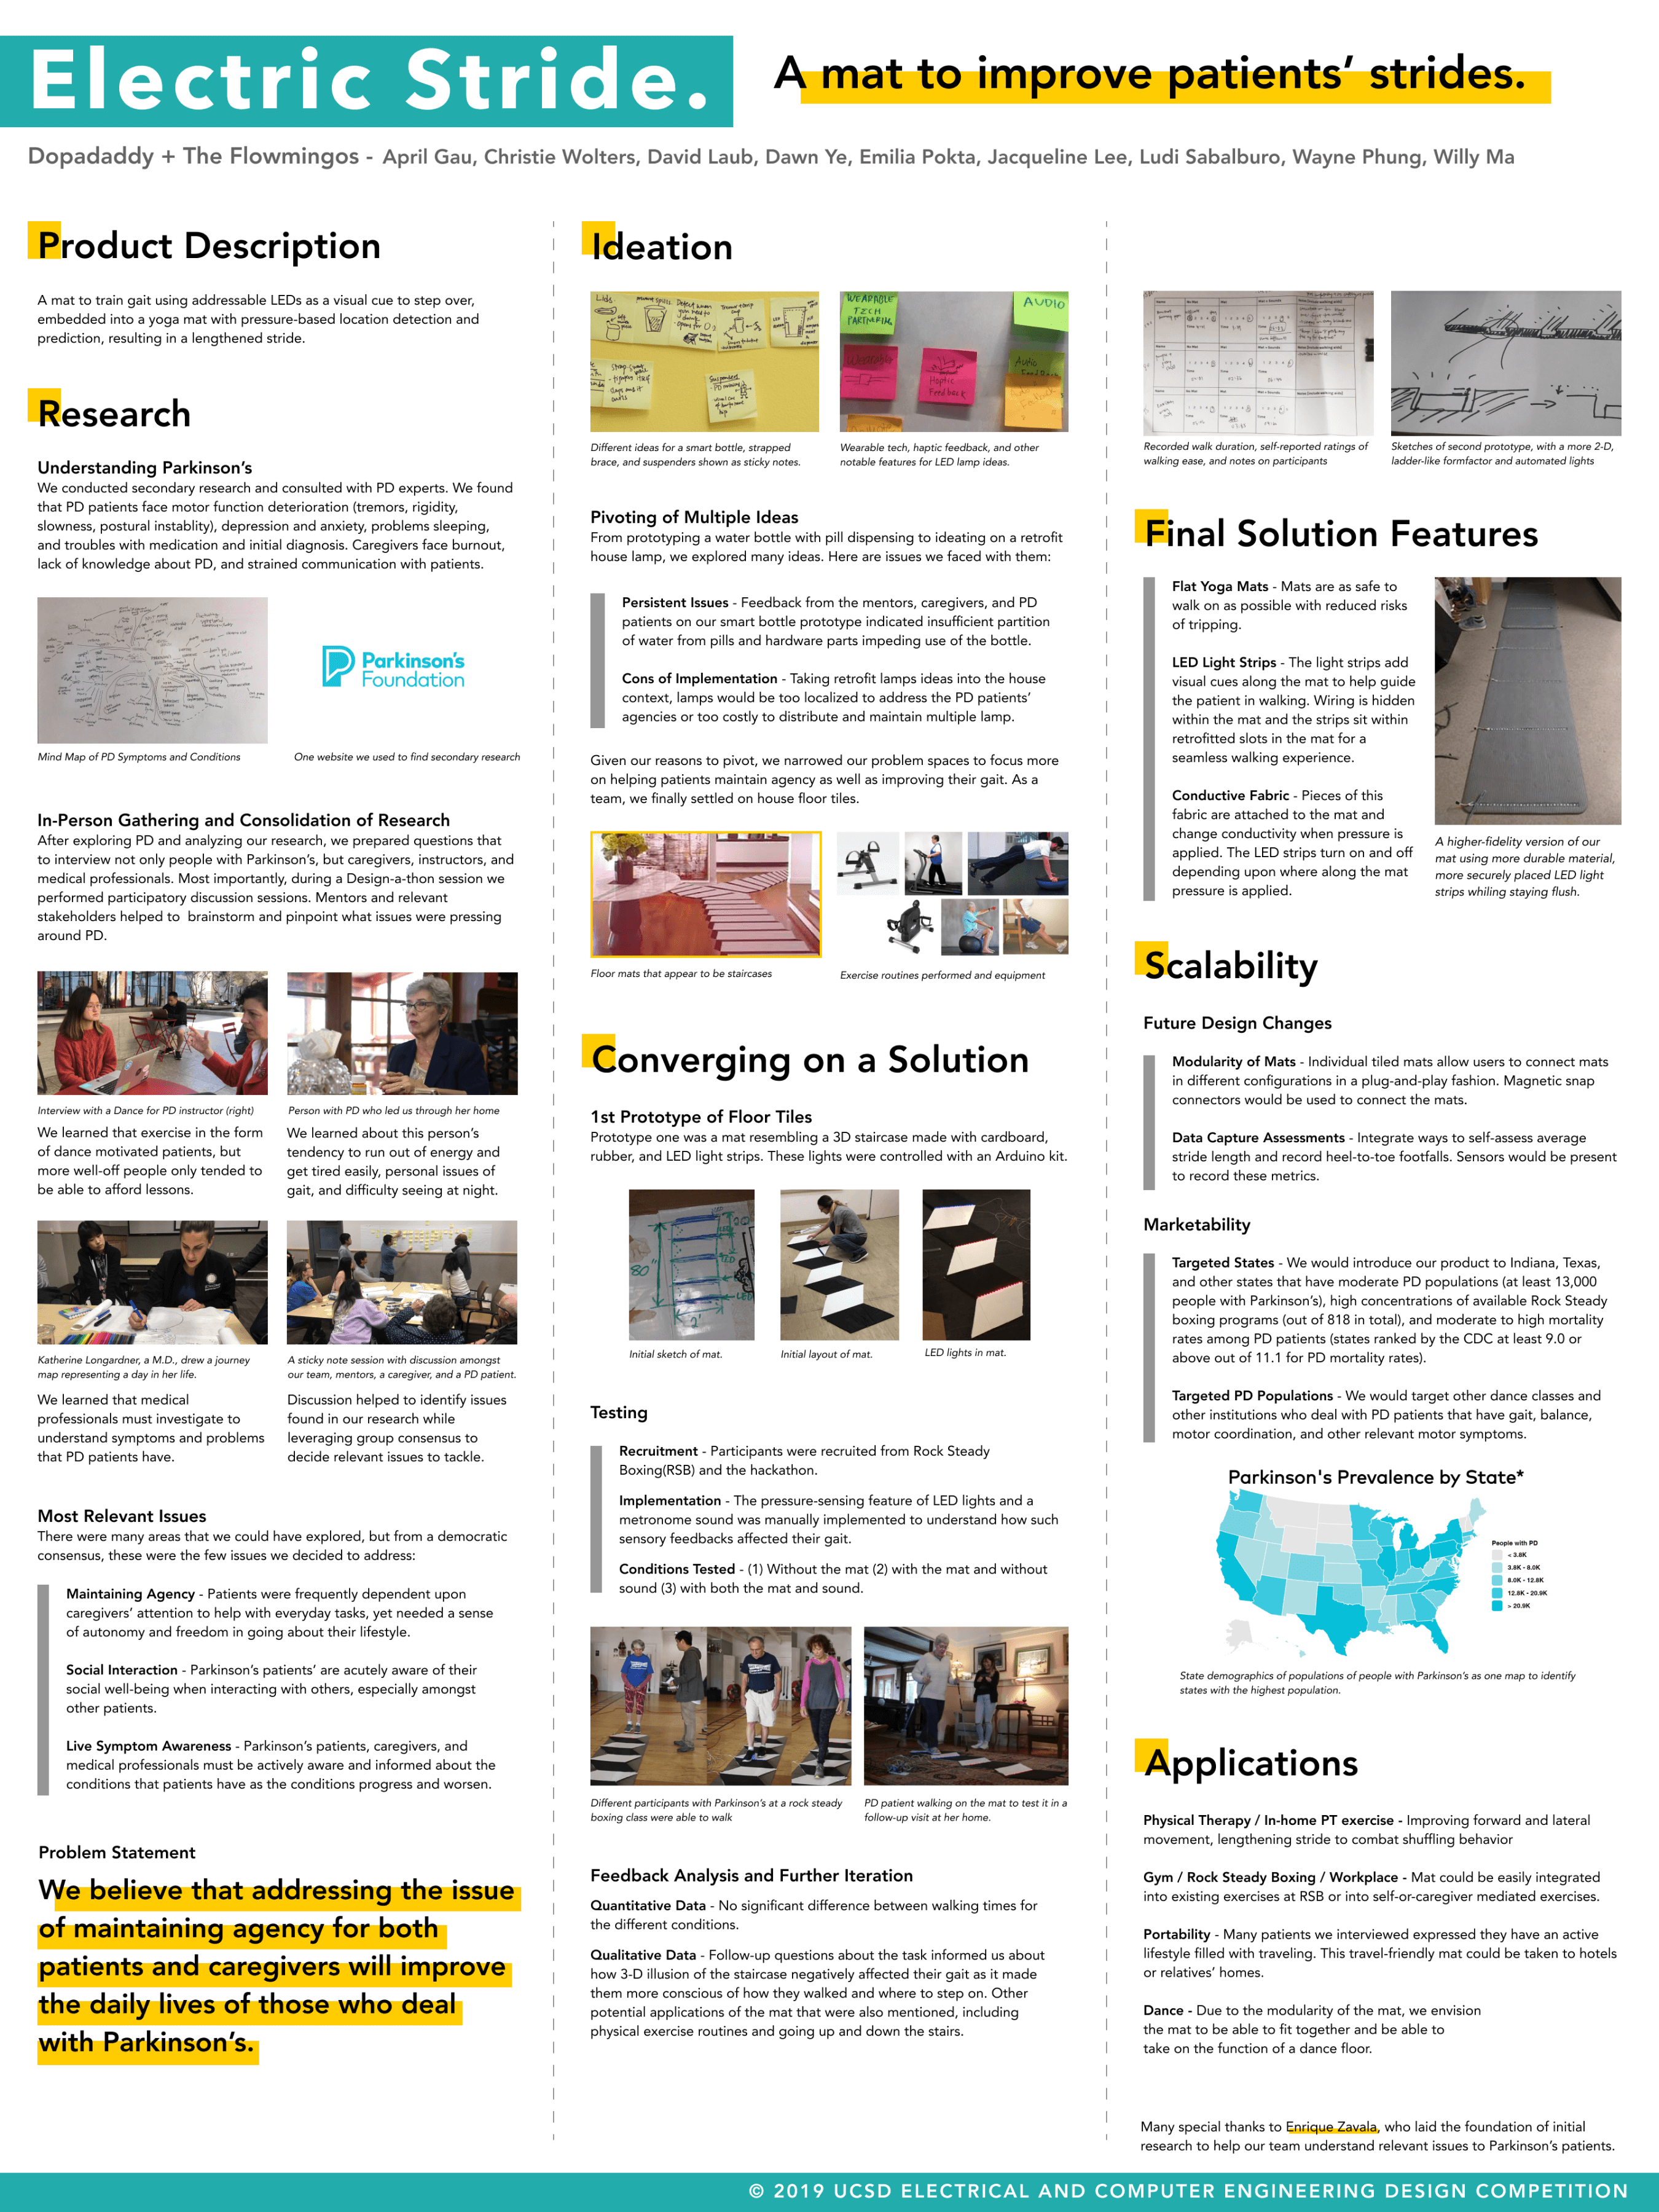 Electric Stride.
A mat to improve patients’ strides.
Dopadaddy + The Flowmingos - April Gau, Christie Wolters, David Laub, Dawn Ye, Emilia Pokta, Jacqueline Lee, Ludi Sabalburo, Wayne Phung, Willy Ma
Product Description
A mat to train gait using addressable LEDs as a visual cue to step over,
embedded into a yoga mat with pressure-based location detection and
prediction, resulting in a lengthened stride.
Research
Understanding Parkinson’s
We conducted secondary research and consulted with PD experts. We found
that PD patients face motor function deterioration (tremors, rigidity,
slowness, postural instablity), depression and anxiety, problems sleeping,
and troubles with medication and initial diagnosis. Caregivers face burnout,
lack of knowledge about PD, and strained communication with patients.
Parkinson's
Foundation
Mind Map of PD Symptoms and Conditions
One website we used to find secondary research
In-Person Gathering and Consolidation of Research
After exploring PD and analyzing our research, we prepared questions that
to interview not only people with Parkinson’s, but caregivers, instructors, and
medical professionals. Most importantly, during a Design-a-thon session we
performed participatory discussion sessions. Mentors and relevant
stakeholders helped to brainstorm and pinpoint what issues were pressing
around PD.
Interview with a Dance for PD instructor (right)
We learned that exercise in the form
of dance motivated patients, but
more well-off people only tended to
be able to afford lessons.
Person with PD who led us through her home
We learned about this person’s
tendency to run out of energy and
get tired easily, personal issues of
gait, and difficulty seeing at night.
Katherine Longardner, a M.D., drew a journey
map representing a day in her life.
We learned that medical
professionals must investigate to
understand symptoms and problems
that PD patients have.
A sticky note session with discussion amongst
our team, mentors, a caregiver, and a PD patient.
Discussion helped to identify issues
found in our research while
leveraging group consensus to
decide relevant issues to tackle.
Most Relevant Issues
There were many areas that we could have explored, but from a democratic
consensus, these were the few issues we decided to address:
Maintaining Agency - Patients were frequently dependent upon
caregivers’ attention to help with everyday tasks, yet needed a sense
of autonomy and freedom in going about their lifestyle.
Social Interaction - Parkinson’s patients’ are acutely aware of their
social well-being when interacting with others, especially amongst
other patients.
Live Symptom Awareness - Parkinson’s patients, caregivers, and
medical professionals must be actively aware and informed about the
conditions that patients have as the conditions progress and worsen.
Problem Statement
We believe that addressing the issue
of maintaining agency for both
patients and caregivers will improve
the daily lives of those who deal
with Parkinson’s.
Ideation
WEARABLE
TECH
PARTNERING
AUDIO
Haptic
Feedback
Different ideas for a smart bottle, strapped
brace, and suspenders shown as sticky notes.
Wearable tech, haptic feedback, and other
notable features for LED lamp ideas.
Pivoting of Multiple Ideas
From prototyping a water bottle with pill dispensing to ideating on a retrofit
house lamp, we explored many ideas. Here are issues we faced with them:
Persistent Issues - Feedback from the mentors, caregivers, and PD
patients on our smart bottle prototype indicated insufficient partition
of water from pills and hardware parts impeding use of the bottle.
Cons of Implementation - Taking retrofit lamps ideas into the house
context, lamps would be too localized to address the PD patients’
agencies or too costly to distribute and maintain multiple lamp.
Given our reasons to pivot, we narrowed our problem spaces to focus more
on helping patients maintain agency as well as improving their gait. As a
team, we finally settled on house floor tiles.
Floor mats that appear to be staircases
Exercise routines performed and equipment
Converging on a Solution
1st Prototype of Floor Tiles
Prototype one was a mat resembling a 3D staircase made with cardboard,
rubber, and LED light strips. These lights were controlled with an Arduino kit.
80"
2'
Initial sketch of mat.
Initial layout of mat.
LED lights in mat.
Testing
Recruitment - Participants were recruited from Rock Steady
Boxing(RSB) and the hackathon.
Implementation - The pressure-sensing feature of LED lights and a
metronome sound was manually implemented to understand how such
sensory feedbacks affected their gait.
Conditions Tested - (1) Without the mat (2) with the mat and without
sound (3) with both the mat and sound.
Different participants with Parkinson’s at a rock steady
boxing class were able to walk
PD patient walking on the mat to test it in a
follow-up visit at her home.
Feedback Analysis and Further Iteration
Quantitative Data - No significant difference between walking times for
the different conditions.
Qualitative Data - Follow-up questions about the task informed us about
how 3-D illusion of the staircase negatively affected their gait as it made
them more conscious of how they walked and where to step on. Other
potential applications of the mat that were also mentioned, including
physical exercise routines and going up and down the stairs.
Recorded walk duration, self-reported ratings of
walking ease, and notes on participants
Sketches of second prototype, with a more 2-D,
ladder-like formfactor and automated lights
Final Solution Features
Flat Yoga Mats - Mats are as safe to
walk on as possible with reduced risks
of tripping.
LED Light Strips - The light strips add
visual cues along the mat to help guide
the patient in walking. Wiring is hidden
within the mat and the strips sit within
retrofitted slots in the mat for a
seamless walking experience.
Conductive Fabric - Pieces of this
fabric are attached to the mat and
change conductivity when pressure is
applied. The LED strips turn on and off
depending upon where along the mat
pressure is applied.
A higher-fidelity version of our
mat using more durable material,
more securely placed LED light
strips whiling staying flush.
Scalability
Future Design Changes
Modularity of Mats - Individual tiled mats allow users to connect mats
in different configurations in a plug-and-play fashion. Magnetic snap
connectors would be used to connect the mats.
Data Capture Assessments - Integrate ways to self-assess average
stride length and record heel-to-toe footfalls. Sensors would be present
to record these metrics.
Marketability
Targeted States - We would introduce our product to Indiana, Texas,
and other states that have moderate PD populations (at least 13,000
people with Parkinson’s), high concentrations of available Rock Steady
boxing programs (out of 818 in total), and moderate to high mortality
rates among PD patients (states ranked by the CDC at least 9.0 or
above out of 11.1 for PD mortality rates).
Targeted PD Populations - We would target other dance classes and
other institutions who deal with PD patients that have gait, balance,
motor coordination, and other relevant motor symptoms.
Parkinson's Prevalence by State*
People with PD
< 3.8K
3.8K - 8.0K
8.0K - 12.8K
12.8K - 20.9K
> 20.9K
State demographics of populations of people with Parkinson’s as one map to identify
states with the highest population.
Applications
Physical Therapy / In-home PT exercise - Improving forward and lateral
movement, lengthening stride to combat shuffling behavior
Gym / Rock Steady Boxing / Workplace - Mat could be easily integrated
into existing exercises at RSB or into self-or-caregiver mediated exercises.
Portability - Many patients we interviewed expressed they have an active
lifestyle filled with traveling. This travel-friendly mat could be taken to hotels
or relatives’ homes.
Dance - Due to the modularity of the mat, we envision
the mat to be able to fit together and be able to
take on the function of a dance floor.
Many special thanks to Enrique Zavala, who laid the foundation of initial
research to help our team understand relevant issues to Parkinson’s patients.
© 2019 UCSD ELECTRICAL AND COMPUTER ENGINEERING DESIGN COMPETITION